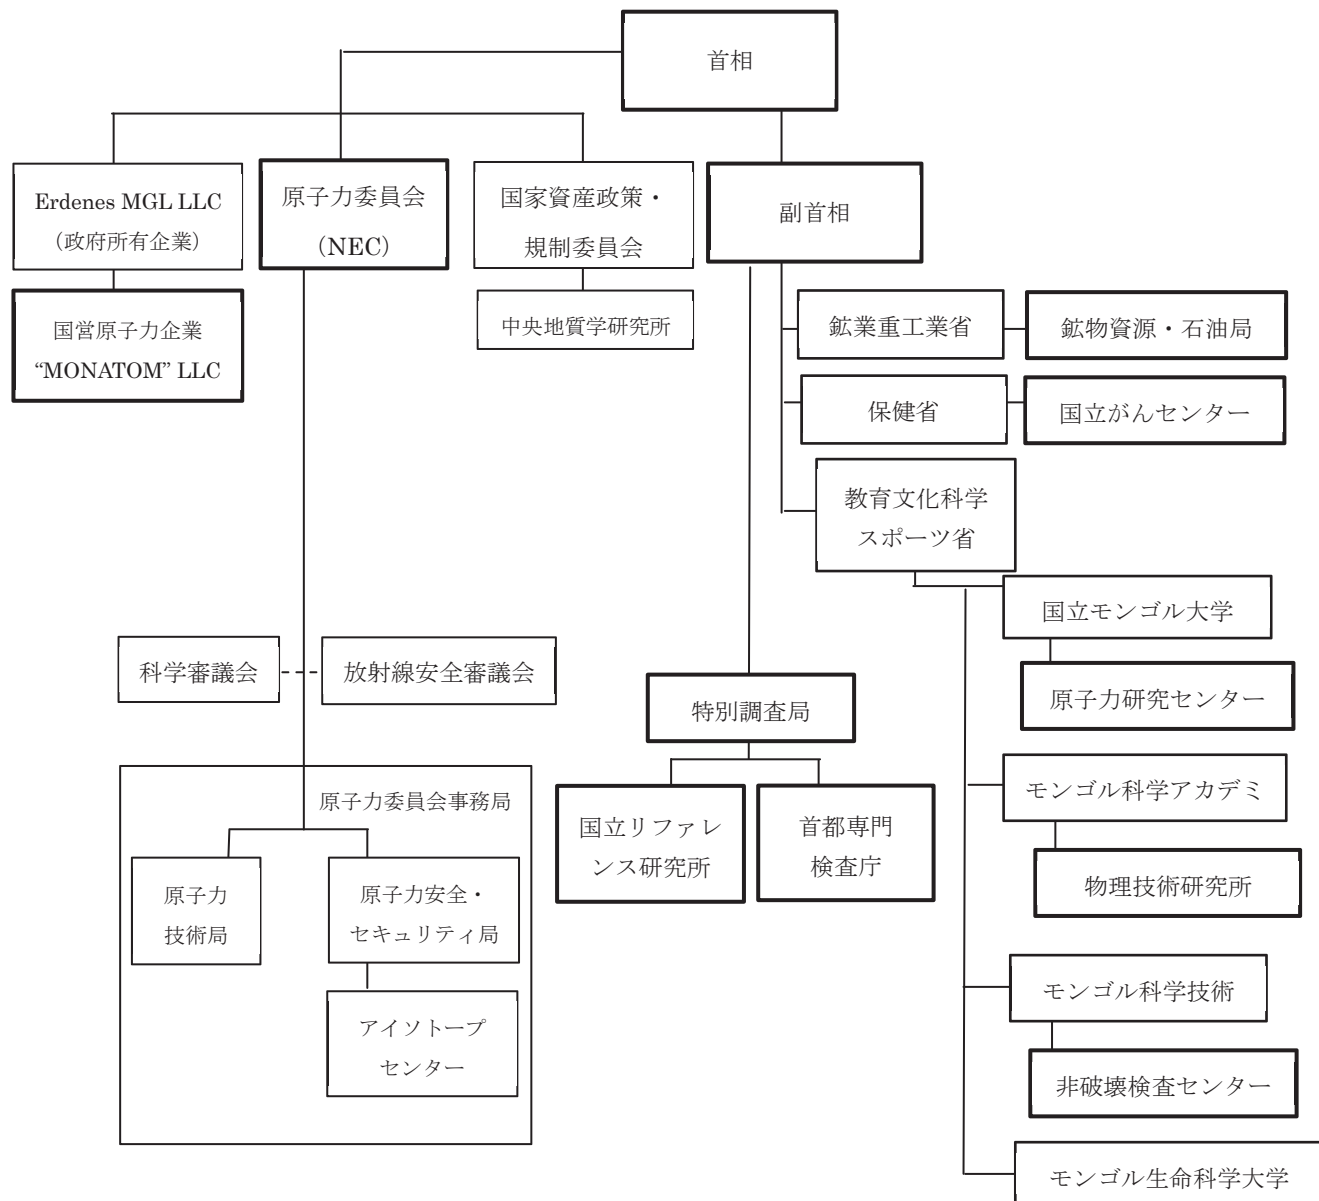 首相
Erdenes MGL LLC
（政府所有企業）
原子力委員会
（NEC）
国家資産政策・
規制委員会
副首相
国営原子力企業
“MONATOM” LLC
中央地質学研究所
鉱業重工業省
鉱物資源・石油局
保健省
国立がんセンター
教育文化科学
スポーツ省
国立モンゴル大学
原子力研究センター
科学審議会
放射線安全審議会
特別調査局
モンゴル科学アカデミ
物理技術研究所
原子力委員会事務局
国立リファレ
ンス研究所
首都専門
検査庁
原子力
技術局
原子力安全・
セキュリティ局
アイソトープ
センター
モンゴル科学技術
非破壊検査センター
モンゴル生命科学大学